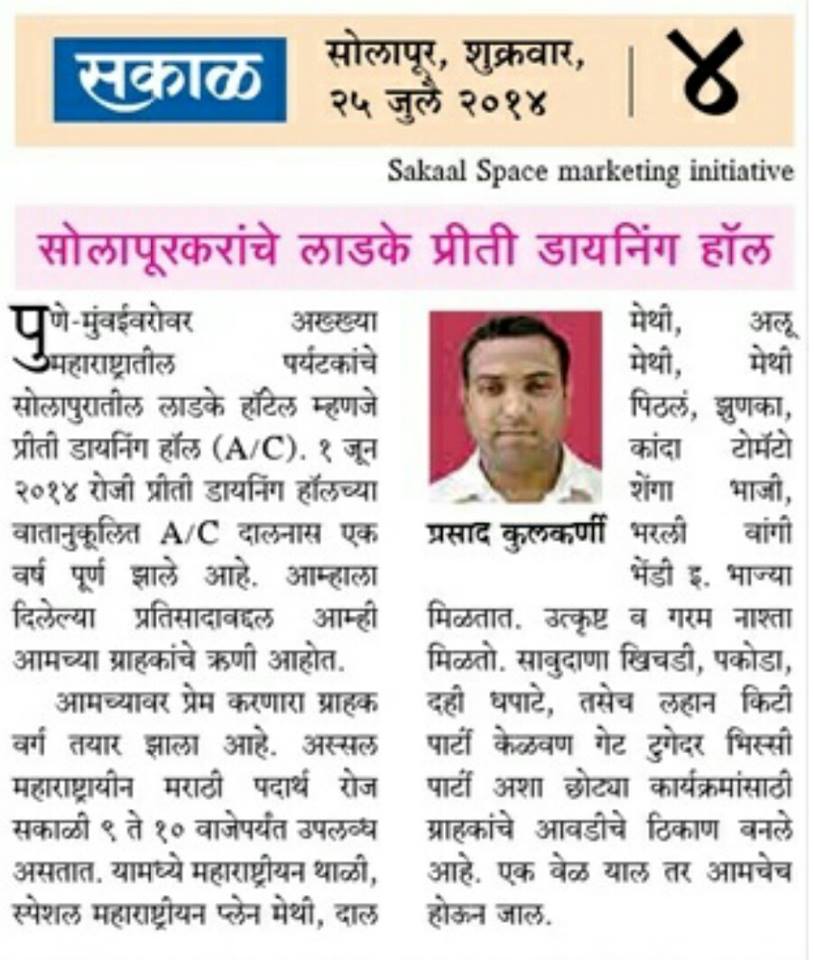 सकाळ
सोलापूर, शुक्रवार,
२५ जुलै २०१४
४
Sakaal Space marketing initiative
सोलापूरकरांचे लाडके प्रीती डायनिंग हॉल
पुणे-मुंबईबरोबर अख्ख्या
महाराष्ट्रातील पर्यटकांचे
सोलापुरातील लाडके हॉटेल म्हणजे
प्रीती डायनिंग हॉल (A/C). १ जून
२०१४ रोजी प्रीती डायनिंग हॉलच्या
वातानुकूलित A/C दालनास एक
वर्ष पूर्ण झाले आहे. आम्हाला
दिलेल्या प्रतिसादाबद्दल आम्ही
आमच्या ग्राहकांचे ऋणी आहोत.
आमच्यावर प्रेम करणारा ग्राहक
वर्ग तयार झाला आहे. अस्सल
महाराष्ट्रायीन मराठी पदार्थ रोज
सकाळी ९ ते १० वाजेपर्यंत उपलब्ध
असतात. यामध्ये महाराष्ट्रीयन थाळी,
स्पेशल महाराष्ट्रीयन प्लेन मेथी, दाल
मेथी, अलू
मेथी, मेथी
पिठलं, झुणका,
कांदा टोमॅटो
शेंगा भाजी,
भरली वांगी
भेंडी इ. भाज्या
प्रसाद कुलकर्णी
मिळतात. उत्कृष्ट व गरम नाश्ता
मिळतो. साबुदाणा खिचडी, पकोडा,
दही धपाटे, तसेच लहान किटी
पार्टी केळवण गेट टुगेदर भिस्सी
पार्टी अशा छोट्या कार्यक्रमांसाठी
ग्राहकांचे आवडीचे ठिकाण बनले
आहे. एक वेळ याल तर आमचेच
होऊन जाल.